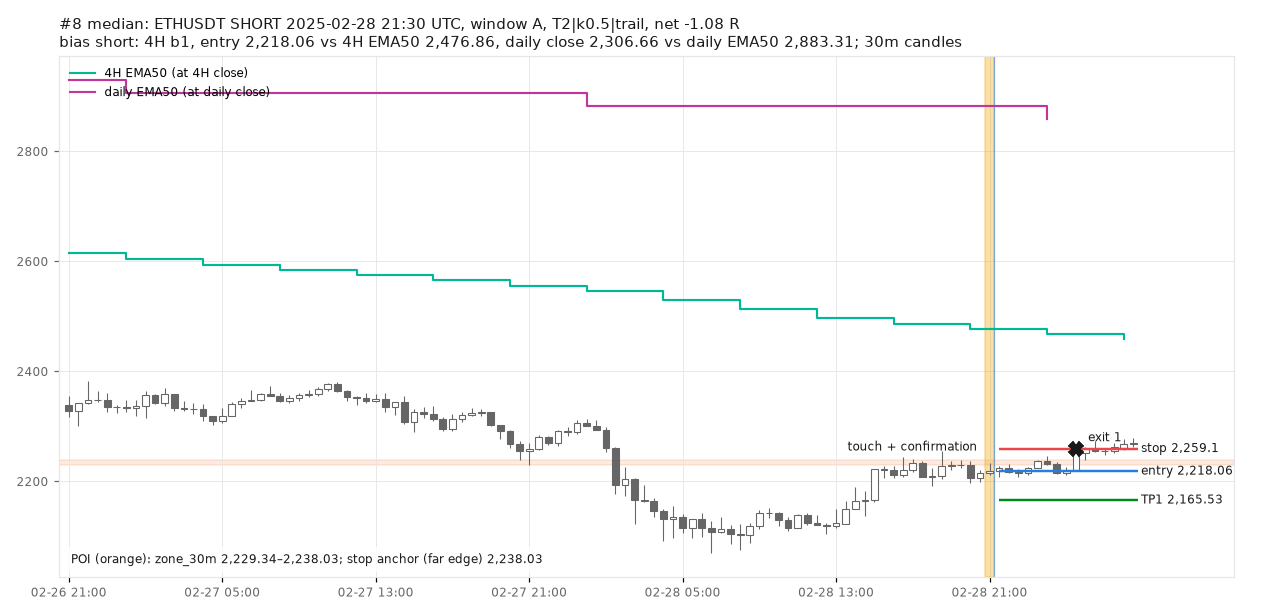 #8 median: ETHUSDT SHORT 2025-02-28 21:30 UTC, window A, T2|k0.5|trail, net -1.08 R
bias short: 4H b1, entry 2,218.06 vs 4H EMA50 2,476.86, daily close 2,306.66 vs daily EMA50 2,883.31; 30m candles
4H EMA50 (at 4H close)
daily EMA50 (at daily close)
2800
2600
2400
2200
touch + confirmation
exit 1
stop 2,259.1
entry 2,218.06
TP1 2,165.53
POI (orange): zone_30m 2,229.34–2,238.03; stop anchor (far edge) 2,238.03
02-26 21:00
02-27 05:00
02-27 13:00
02-27 21:00
02-28 05:00
02-28 13:00
02-28 21:00